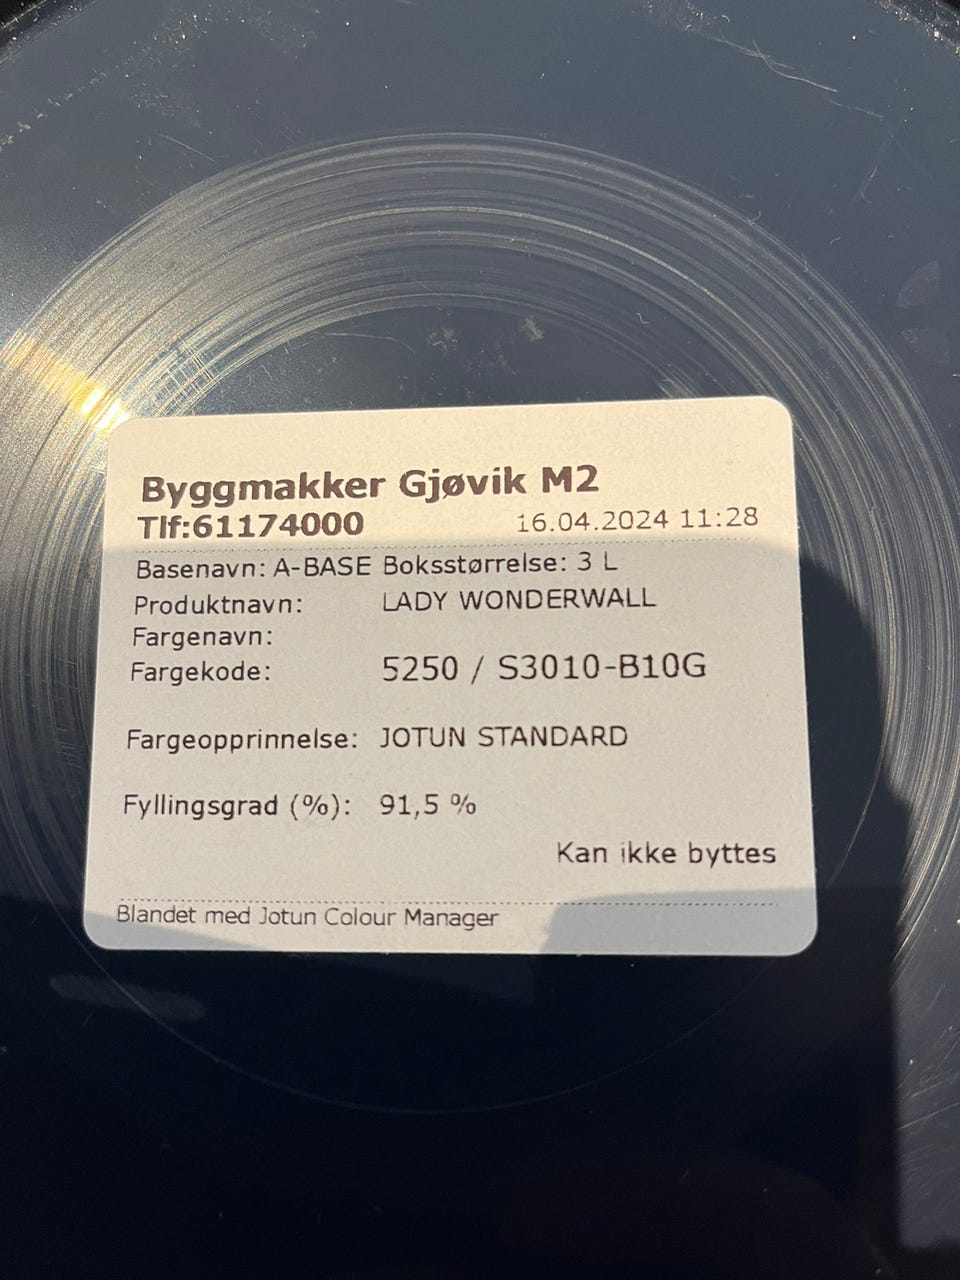 Byggmakker Gjøvik M2
Tlf:61174000 16.04.2024 11:28
Basenavn: A-BASE Boksstørrelse: 3 L
Produktnavn: LADY WONDERWALL
Fargenavn:
Fargekode: 5250 / S3010-B10G
Fargeopprinnelse: JOTUN STANDARD
Fyllingsgrad (%): 91,5 %
Kan ikke byttes
Blandet med Jotun Colour Manager